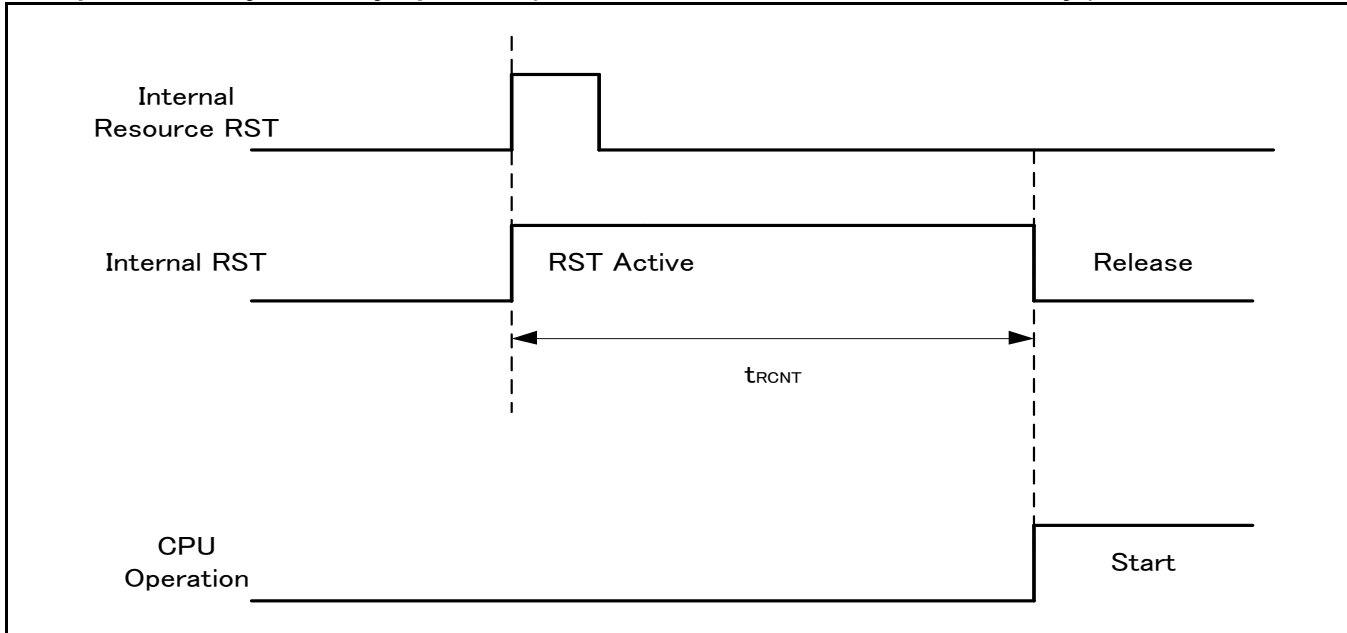 Internal
Resource RST
Internal RST
RST Active
Release
tRCNT
CPU
Operation
Start